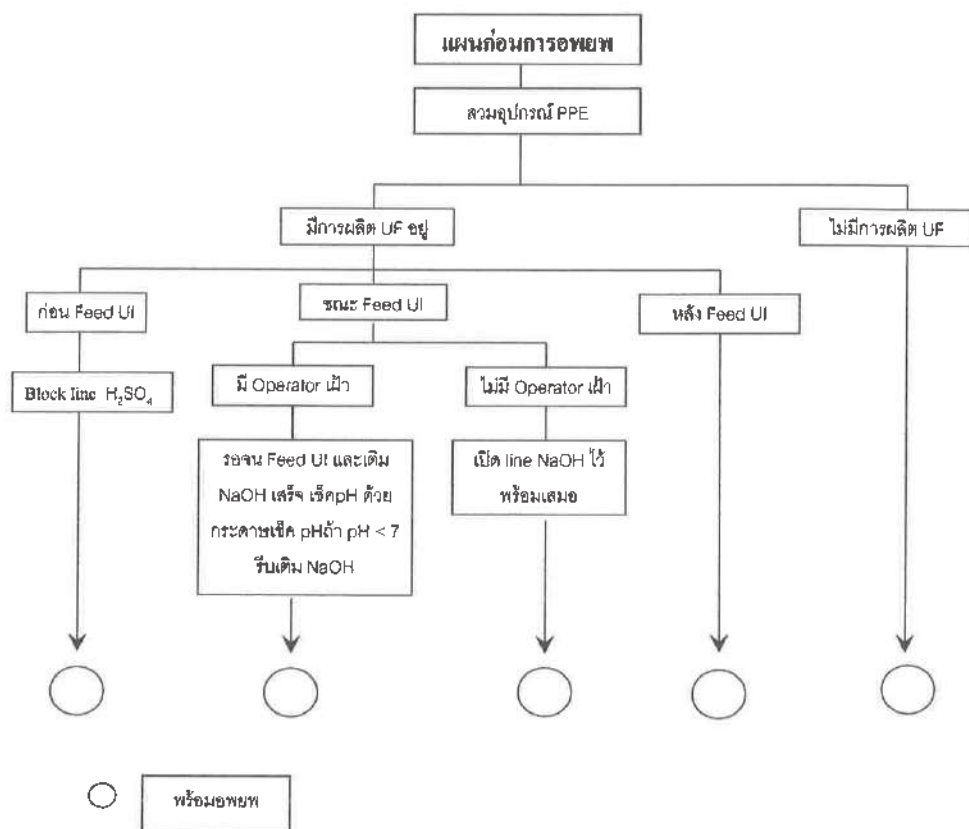 แผนก่อนการอพยพ
สวมอุปกรณ์ PPE
มีการผลิต UF อยู่
ไม่มีการผลิต UF
ก่อน Feed UI
ขณะ Feed UI
หลัง Feed UI
Block line H₂SO₄
มี Operator เฝ้า
ไม่มี Operator เฝ้า
รอจน Feed UI และเติม
NaOH เสร็จ เช็คpH ด้วย
กระดาษเช็ค pHถ้า pH < 7
รีบเติม NaOH
เปิด line NaOH ไว้
พร้อมเสมอ
พร้อมอพยพ